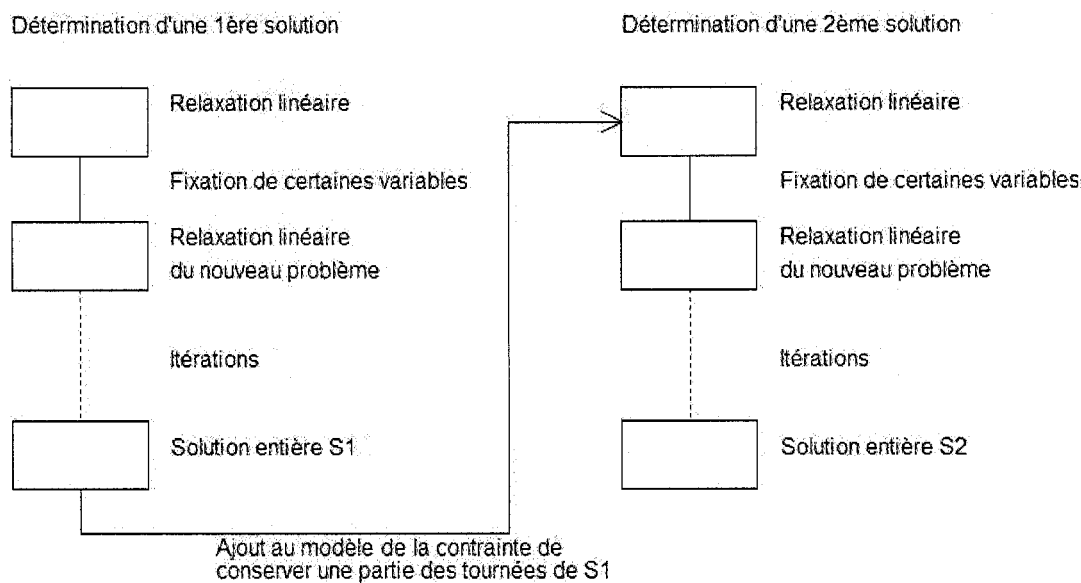 Détermination d'une 1ère solution
Relaxation linéaire
Fixation de certaines variables
Relaxation linéaire
du nouveau problème
Itérations
Solution entière S1
Ajout au modèle de la contrainte de
conserver une partie des tournées de S1
Détermination d'une 2ème solution
Relaxation linéaire
Fixation de certaines variables
Relaxation linéaire
du nouveau problème
Itérations
Solution entière S2